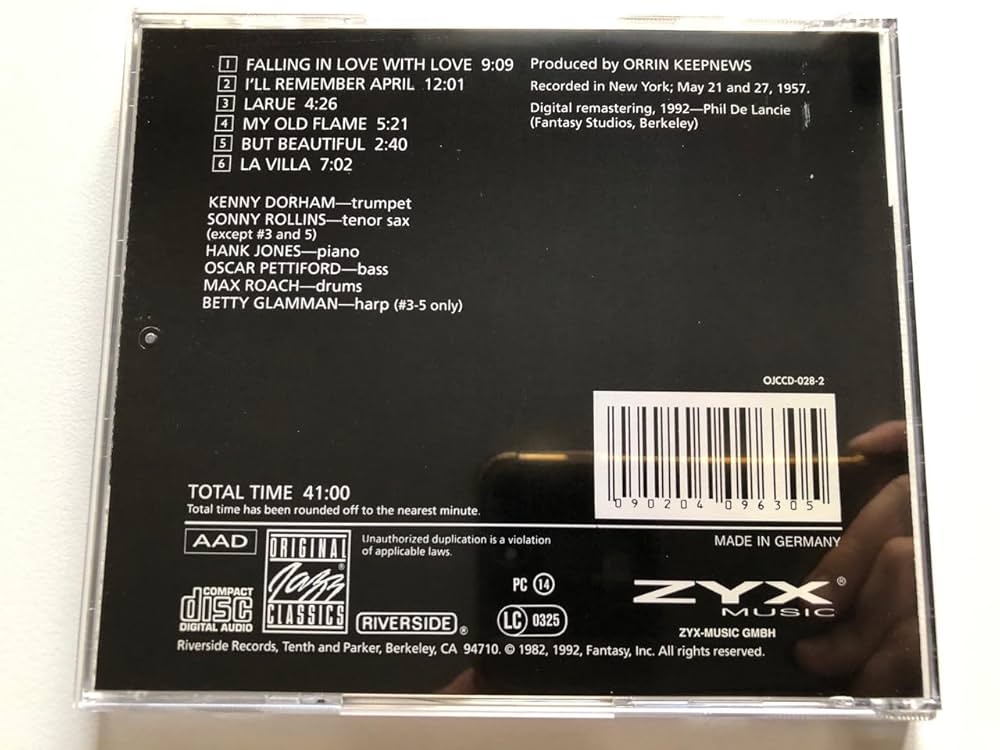 1 FALLING IN LOVE WITH LOVE 9:09
2 I'LL REMEMBER APRIL 12:01
3 LARUE 4:26
4 MY OLD FLAME 5:21
5 BUT BEAUTIFUL 2:40
6 LA VILLA 7:02
Produced by ORRIN KEEPNEWS
Recorded in New York; May 21 and 27, 1957.
Digital remastering, 1992—Phil De Lancie
(Fantasy Studios, Berkeley)
KENNY DORHAM—trumpet
SONNY ROLLINS—tenor sax
(except #3 and 5)
HANK JONES—piano
OSCAR PETTIFORD—bass
MAX ROACH—drums
BETTY GLAMMAN—harp (#3-5 only)
OJCCD-028-2
0 90204 09630 5
TOTAL TIME 41:00
Total time has been rounded off to the nearest minute.
MADE IN GERMANY
AAD
ORIGINAL
Jazz
CLASSICS
®
Unauthorized duplication is a violation
of applicable laws.
COMPACT
disc
DIGITAL AUDIO
RIVERSIDE®
PC 14
LC 0325
ZYX®
MUSIC
ZYX-MUSIC GMBH
Riverside Records, Tenth and Parker, Berkeley, CA 94710. © 1982, 1992, Fantasy, Inc. All rights reserved.